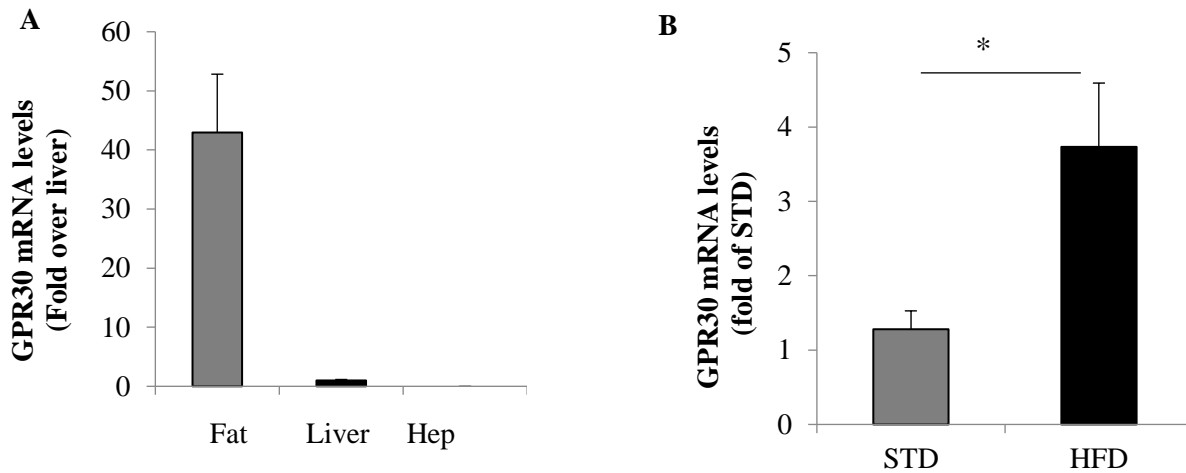 A
GPR30 mRNA levels
(Fold over liver)
60
50
40
30
20
10
0
Fat Liver Hep
B
GPR30 mRNA levels
(fold of STD)
*
5
4
3
2
1
0
STD HFD